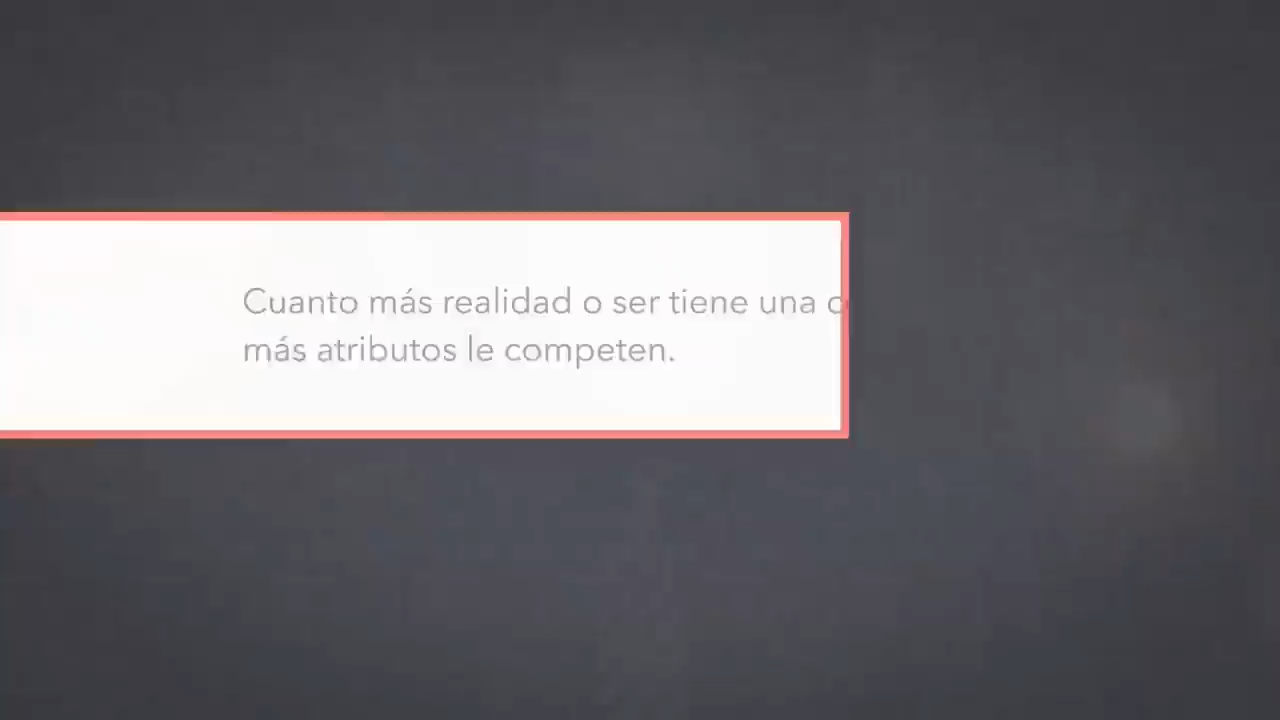 Cuanto más realidad o ser tiene una
más atributos le competen.